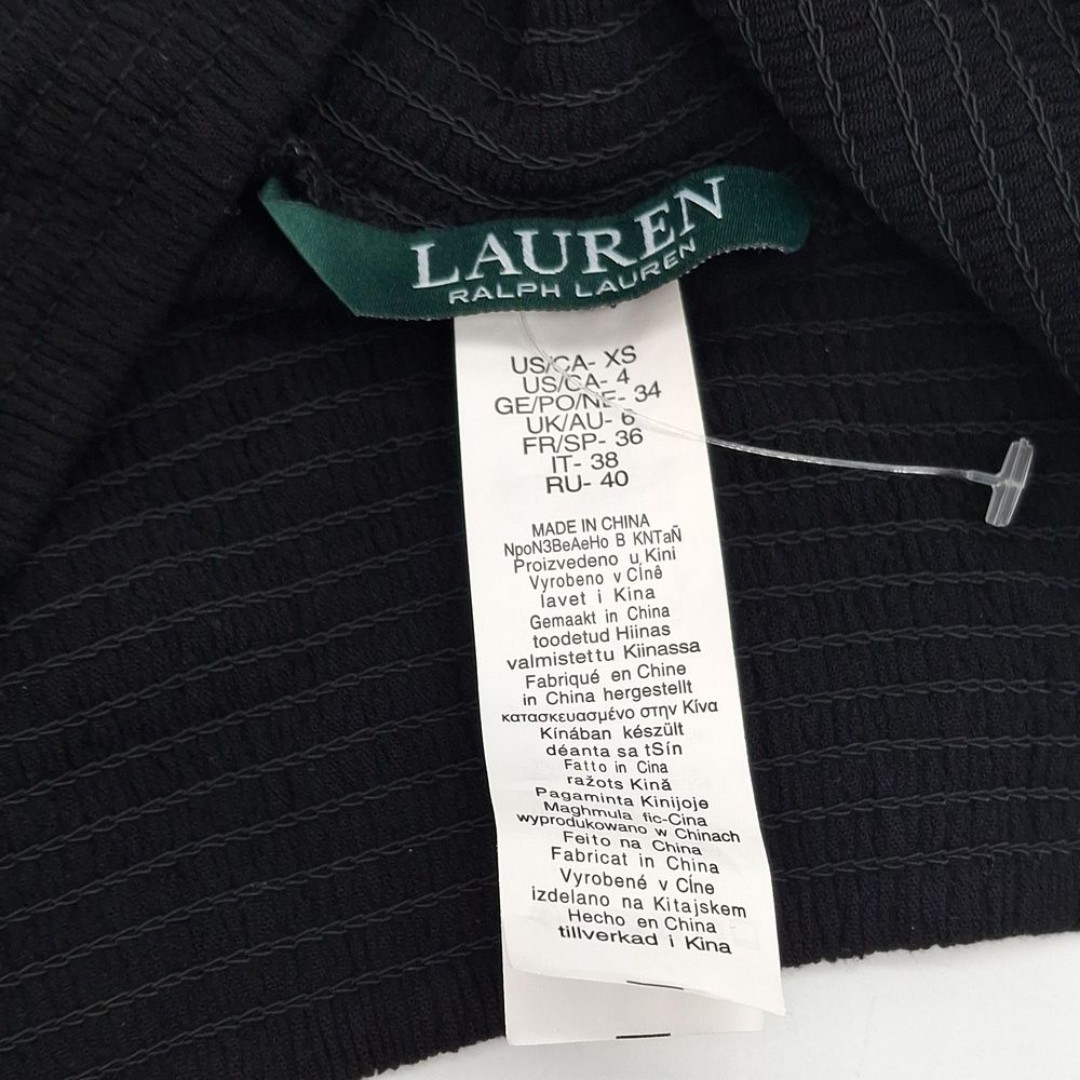 LAUREN
RALPH LAUREN
US/CA- XS
US/CA- 4
GE/PO/NE- 34
UK/AU- 6
FR/SP- 36
IT- 38
RU- 40
MADE IN CHINA
NpoN3BeAeHo B KNTaÑ
Proizvedeno u Kini
Vyrobeno v Cĺnê
lavet i Kina
Gemaakt in China
toodetud Hiinas
valmistettu Kiinassa
Fabriqué en Chine
in China hergestellt
κατασκευασμένο στην Κίνα
Kínában készült
déanta sa tSín
Fatto in Cina
ražots Kinā
Pagaminta Kinijoje
Maghmula fic-Cina
wyprodukowano w Chinach
Feito na China
Fabricat in China
Vyrobené v Cĺne
izdelano na Kitajskem
Hecho en China
tillverkad i Kina